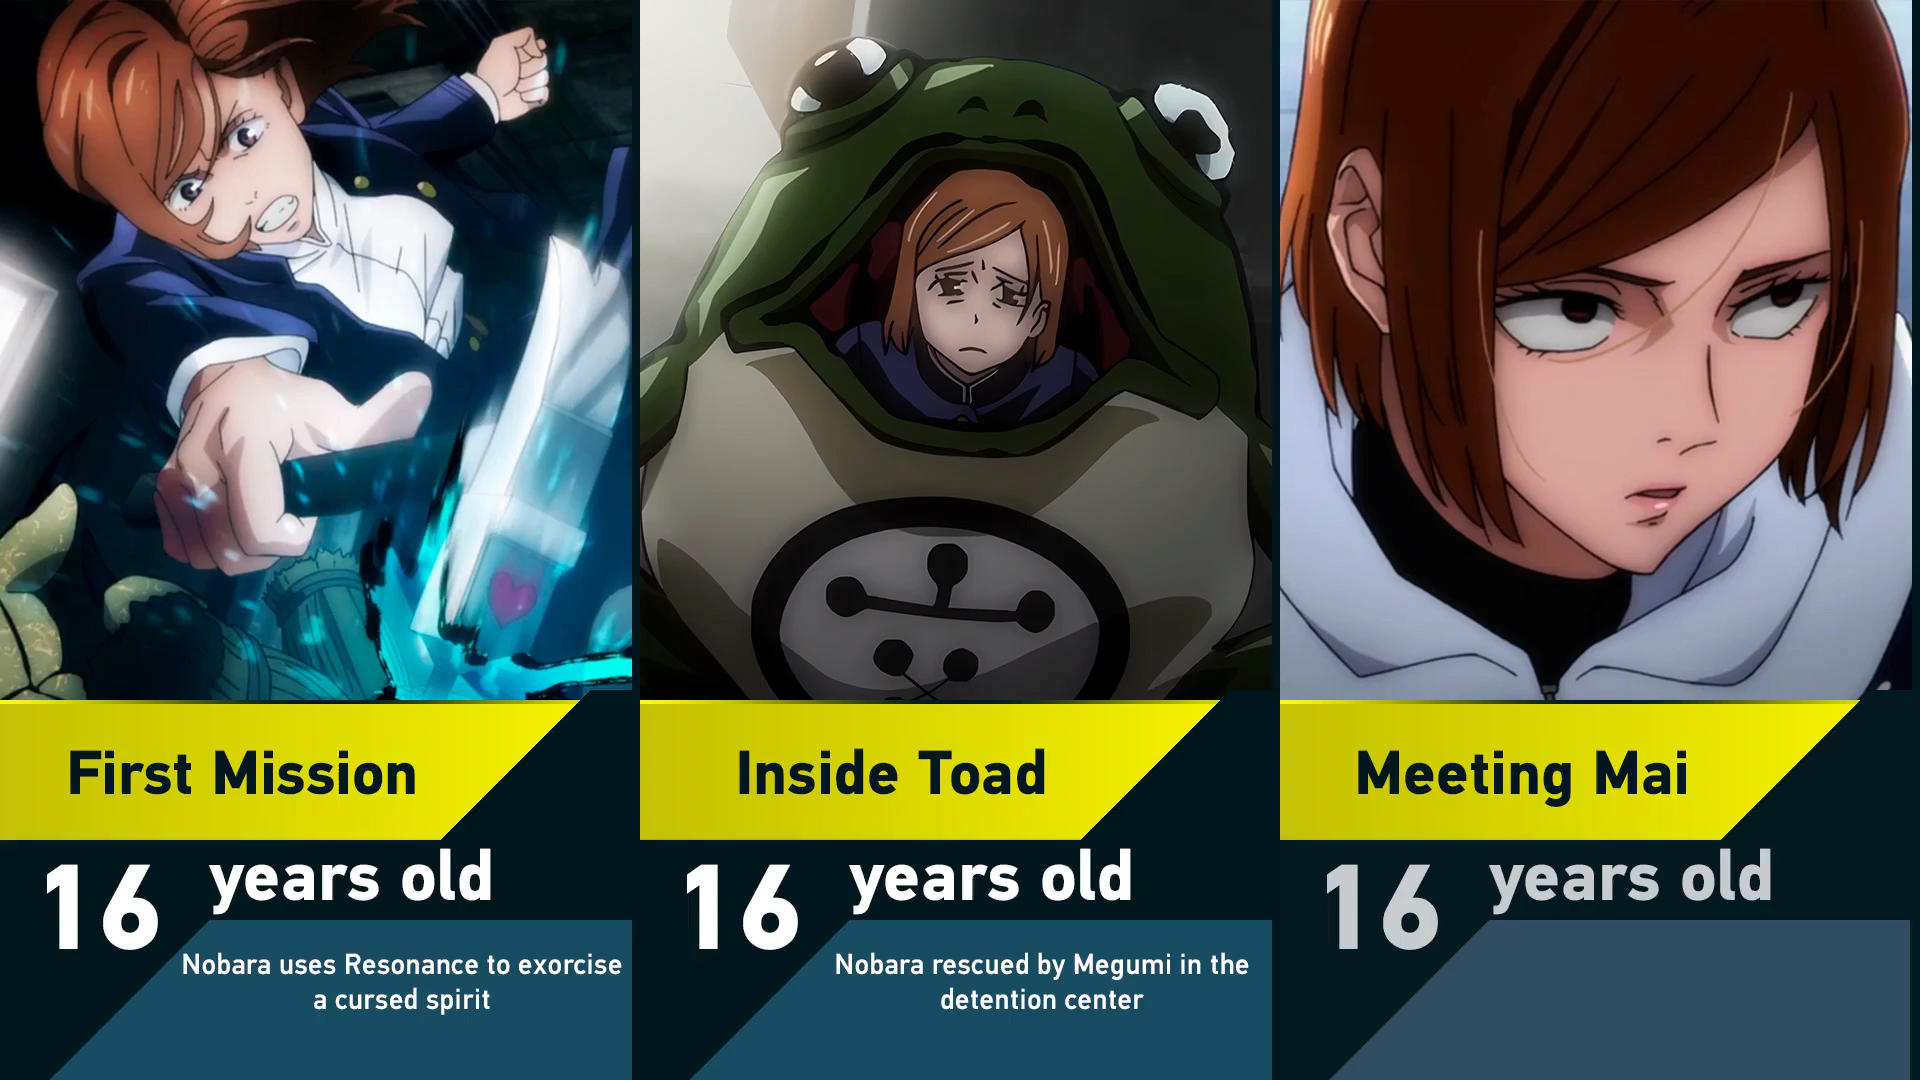 First Mission
16 years old
Nobara uses Resonance to exorcise
a cursed spirit
Inside Toad
16 years old
Nobara rescued by Megumi in the
detention center
Meeting Mai
16 years old